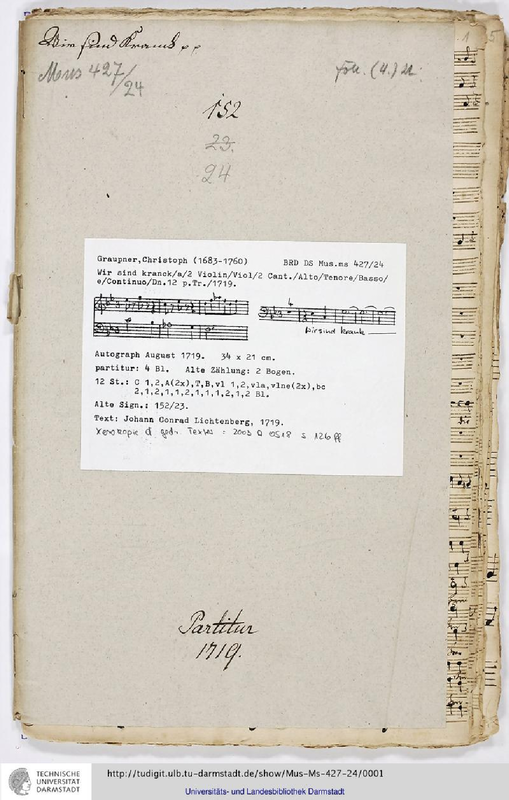 Wir sind Kranck
Mus 427/24
(4.) u.
152
23.
24
Graupner,Christoph (1683-1760) BRD DS Mus.ms 427/24
Wir sind kranck/a/2 Violin/Viol/2 Cant./Alto/Tenore/Basso/
e/Continuo/Dn.12 p.Tr./1719.
Wir sind krank
Autograph August 1719. 34 x 21 cm.
partitur: 4 Bl. Alte Zählung: 2 Bogen.
12 St.: C 1,2,A(2x),T,B,vl 1,2,vla,vlne(2x),bc
2,1,2,1,1,2,1,1,1,2,1,2 Bl.
Alte Sign.: 152/23.
Text: Johann Conrad Lichtenberg, 1719.
Xerokopie d. gedr. Textes : 2003 A 0518 S 126 ff
Partitur
1719.
TECHNISCHE
UNIVERSITÄT
DARMSTADT
http://tudigit.ulb.tu-darmstadt.de/show/Mus-Ms-427-24/0001
Universitäts- und Landesbibliothek Darmstadt